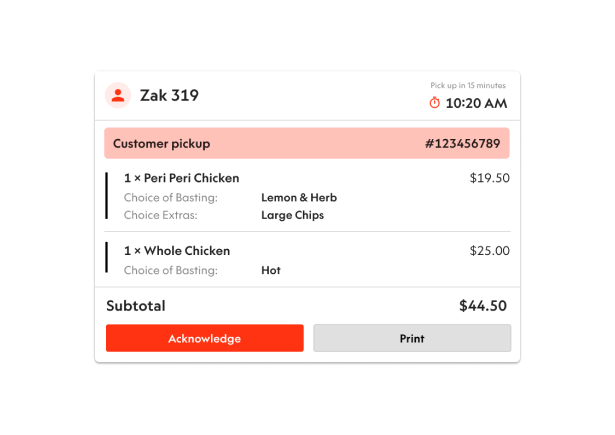 Zak 319
Pick up in 15 minutes
10:20 AM
Customer pickup #123456789
1 × Peri Peri Chicken $19.50
Choice of Basting: Lemon & Herb
Choice Extras: Large Chips
1 × Whole Chicken $25.00
Choice of Basting: Hot
Subtotal $44.50
Acknowledge Print